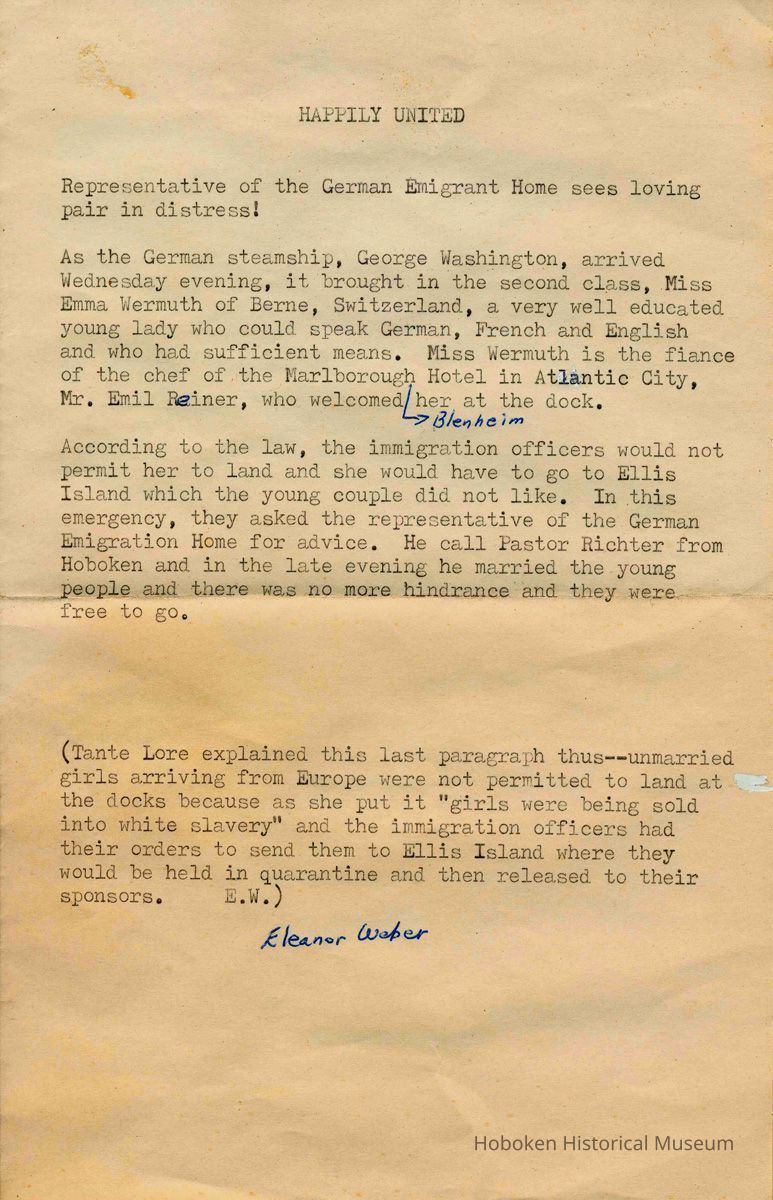 HAPPILY UNITED
Representative of the German Emigrant Home sees loving
pair in distress!
As the German steamship, George Washington, arrived
Wednesday evening, it brought in the second class, Miss
Emma Wermuth of Berne, Switzerland, a very well educated
young lady who could speak German, French and English
and who had sufficient means.  Miss Wermuth is the fiance
of the chef of the Marlborough Hotel in Atlantic City,
Mr. Emil Reiner, who welcomed her at the dock.
Blenheim
According to the law, the immigration officers would not
permit her to land and she would have to go to Ellis
Island which the young couple did not like.  In this
emergency, they asked the representative of the German
Emigration Home for advice.  He call Pastor Richter from
Hoboken and in the late evening he married the young
people and there was no more hindrance and they were
free to go.
(Tante Lore explained this last paragraph thus--unmarried
girls arriving from Europe were not permitted to land at
the docks because as she put it "girls were being sold
into white slavery" and the immigration officers had
their orders to send them to Ellis Island where they
would be held in quarantine and then released to their
sponsors.     E.W.)
Eleanor Weber
Hoboken Historical Museum